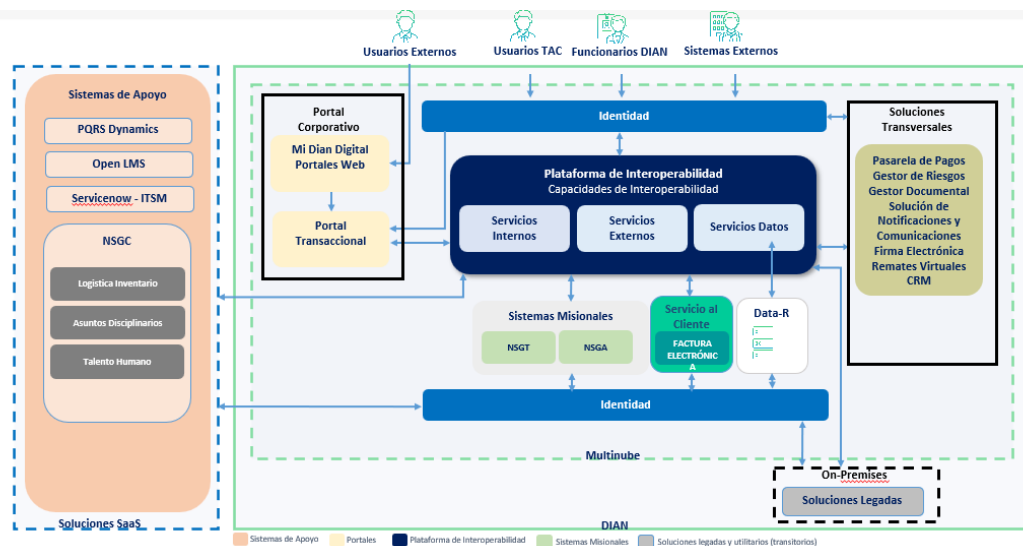 Usuarios Externos
Usuarios TAC
Funcionarios DIAN
Sistemas Externos
Sistemas de Apoyo
PQRS Dynamics
Open LMS
Servicenow - ITSM
NSGC
Logistica Inventario
Asuntos Disciplinarios
Talento Humano
Soluciones SaaS
Portal
Corporativo
Mi Dian Digital
Portales Web
Portal
Transaccional
Identidad
Plataforma de Interoperabilidad
Capacidades de Interoperabilidad
Servicios
Internos
Servicios
Externos
Servicios Datos
Soluciones
Transversales
Pasarela de Pagos
Gestor de Riesgos
Gestor Documental
Solución de
Notificaciones y
Comunicaciones
Firma Electrónica
Remates Virtuales
CRM
Sistemas Misionales
NSGT
NSGA
Servicio al
Cliente
FACTURA
ELECTRÓNIC
A
Data-R
Identidad
Multinube
On-Premises
Soluciones Legadas
DIAN
Sistemas de Apoyo
Portales
Plataforma de Interoperabilidad
Sistemas Misionales
Soluciones legadas y utilitarios (transitorios)